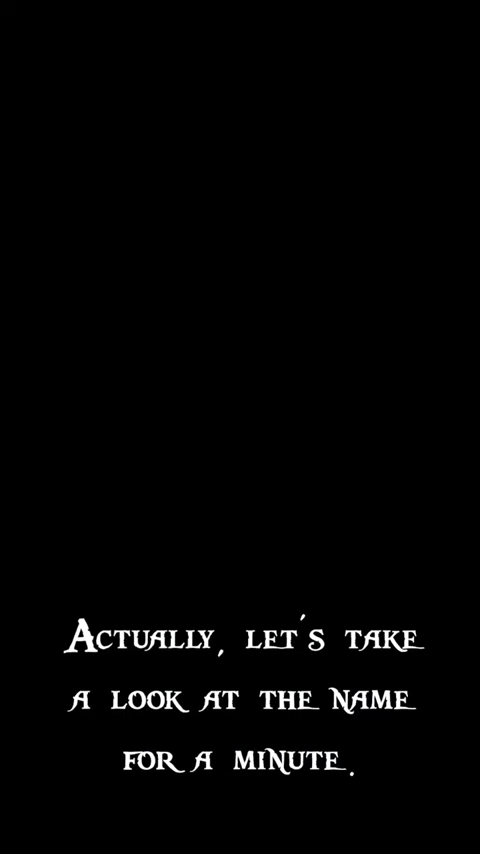 Actually, let's take
a look at the name
for a minute.